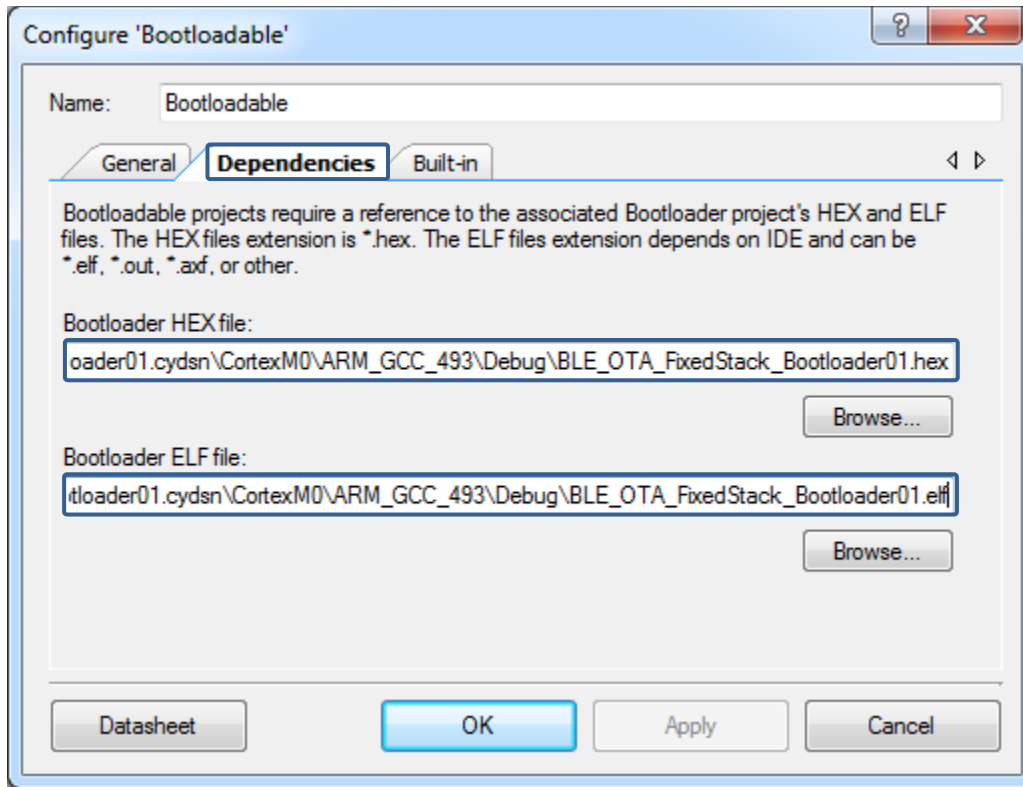 Configure 'Bootloadable'
Name: Bootloadable
General Dependencies Built-in
Bootloadable projects require a reference to the associated Bootloader project's HEX and ELF
files. The HEX files extension is *.hex. The ELF files extension depends on IDE and can be
*.elf, *.out, *.axf, or other.
Bootloader HEX file:
oader01.cydsn\CortexM0\ARM_GCC_493\Debug\BLE_OTA_FixedStack_Bootloader01.hex
Browse...
Bootloader ELF file:
tloader01.cydsn\CortexM0\ARM_GCC_493\Debug\BLE_OTA_FixedStack_Bootloader01.elf
Browse...
Datasheet OK Apply Cancel